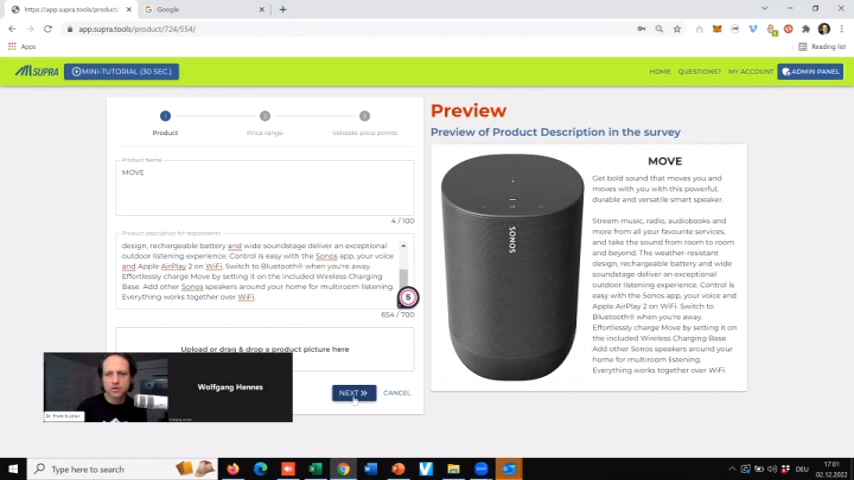 https://app.supra.tools/product/
Google
app.supra.tools/product/724/554/
Apps
Reading list
SUPRA
MINI-TUTORIAL (30 SEC.)
HOME
QUESTIONS?
MY ACCOUNT
ADMIN PANEL
1
2
3
Product
Price range
Validate price points
Product Name
MOVE
4 / 100
Product description for respondents
design, rechargeable battery and wide soundstage deliver an exceptional
outdoor listening experience. Control is easy with the Sonos app, your voice
and Apple AirPlay 2 on WiFi. Switch to Bluetooth® when you're away.
Effortlessly charge Move by setting it on the included Wireless Charging
Base. Add other Sonos speakers around your home for multiroom listening.
Everything works together over WiFi.
5
654 / 700
Upload or drag & drop a product picture here
NEXT
CANCEL
Wolfgang Hennes
Preview
Preview of Product Description in the survey
SONOS
MOVE
Get bold sound that moves you and
moves with you with this powerful,
durable and versatile smart speaker.
Stream music, radio, audiobooks and
more from all your favourite services,
and take the sound from room to room
and beyond. The weather-resistant
design, rechargeable battery and wide
soundstage deliver an exceptional
outdoor listening experience. Control is
easy with the Sonos app, your voice and
Apple AirPlay 2 on WiFi. Switch to
Bluetooth® when you're away.
Effortlessly charge Move by setting it on
the included Wireless Charging Base.
Add other Sonos speakers around your
home for multiroom listening.
Everything works together over WiFi.
Type here to search
DEU
17:01
02.12.2022